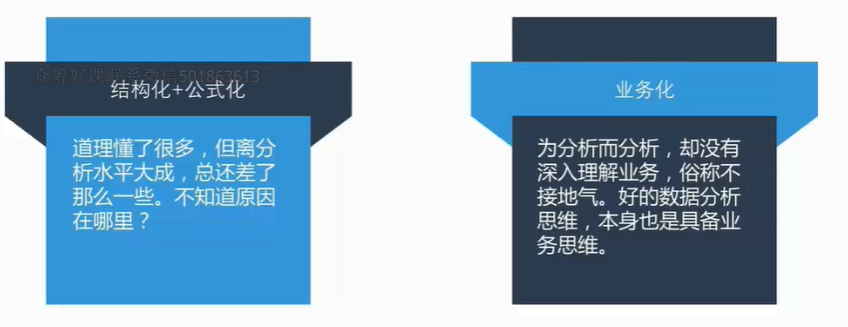 众筹好课联系微信501863613
结构化+公式化
道理懂了很多，但离分
析水平大成，总还差了
那么一些。不知道原因
在哪里？
业务化
为分析而分析，却没有
深入理解业务，俗称不
接地气。好的数据分析
思维，本身也是具备业
务思维。